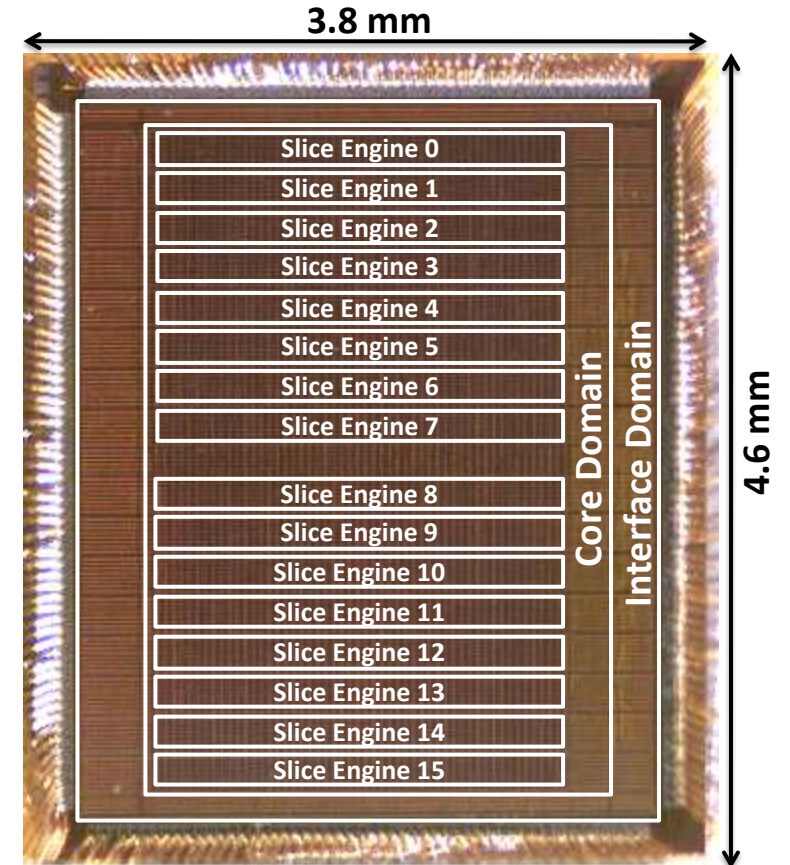 3.8 mm
Slice Engine 0
Slice Engine 1
Slice Engine 2
Slice Engine 3
Slice Engine 4
Slice Engine 5
Slice Engine 6
Slice Engine 7
Slice Engine 8
Slice Engine 9
Slice Engine 10
Slice Engine 11
Slice Engine 12
Slice Engine 13
Slice Engine 14
Slice Engine 15
Core Domain
Interface Domain
4.6 mm